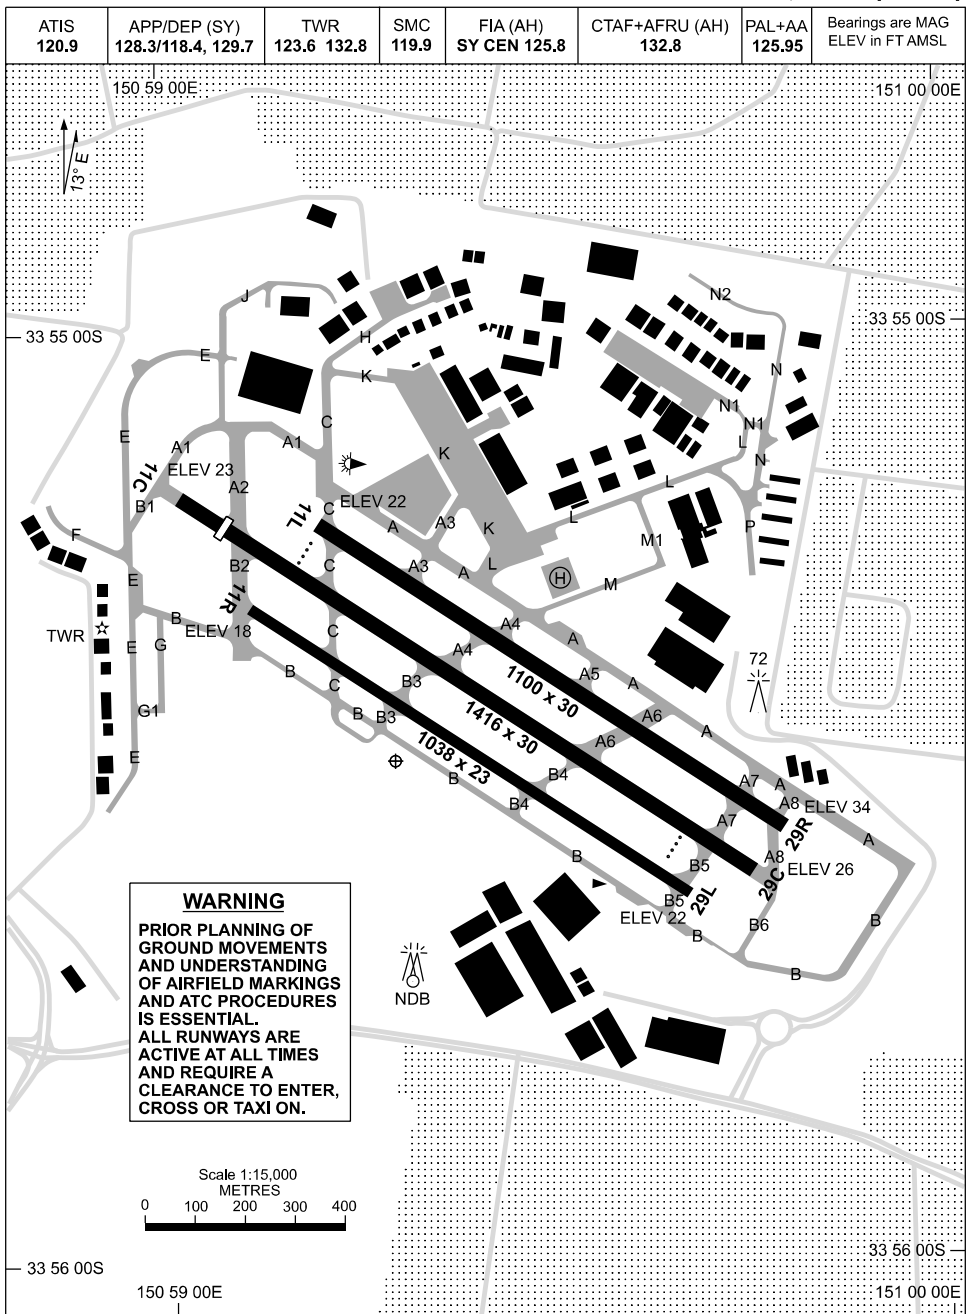 ATIS
120.9
APP/DEP (SY)
128.3/118.4, 129.7
TWR
123.6 132.8
SMC
119.9
FIA (AH)
SY CEN 125.8
CTAF+AFRU (AH)
132.8
PAL+AA
125.95
Bearings are MAG
ELEV in FT AMSL
150 59 00E
151 00 00E
13° E
N2
J
33 55 00S
33 55 00S
H
E
K
N
C
N1
E
A1
A1
N1
L
K
11C
ELEV 23
N
A2
ELEV 22
L
B1
C
11L
A
A3
K
L
P
F
M1
B2
C
A3
A
L
H
E
11R
M
TWR
B
ELEV 18
A4
A
E
G
C
A4
72
B
1100 x 30
A5
A
C
B3
G1
B
B3
1416 x 30
A6
A6
A
E
1038 x 23
B
B4
A7
A
B4
A8
ELEV 34
A7
29R
A
B
B5
A8
29C
ELEV 26
B5
29L
ELEV 22
B6
B
B
B
NDB
WARNING
PRIOR PLANNING OF
GROUND MOVEMENTS
AND UNDERSTANDING
OF AIRFIELD MARKINGS
AND ATC PROCEDURES
IS ESSENTIAL.
ALL RUNWAYS ARE
ACTIVE AT ALL TIMES
AND REQUIRE A
CLEARANCE TO ENTER,
CROSS OR TAXI ON.
Scale 1:15,000
METRES
0 100 200 300 400
33 56 00S
33 56 00S
150 59 00E
151 00 00E